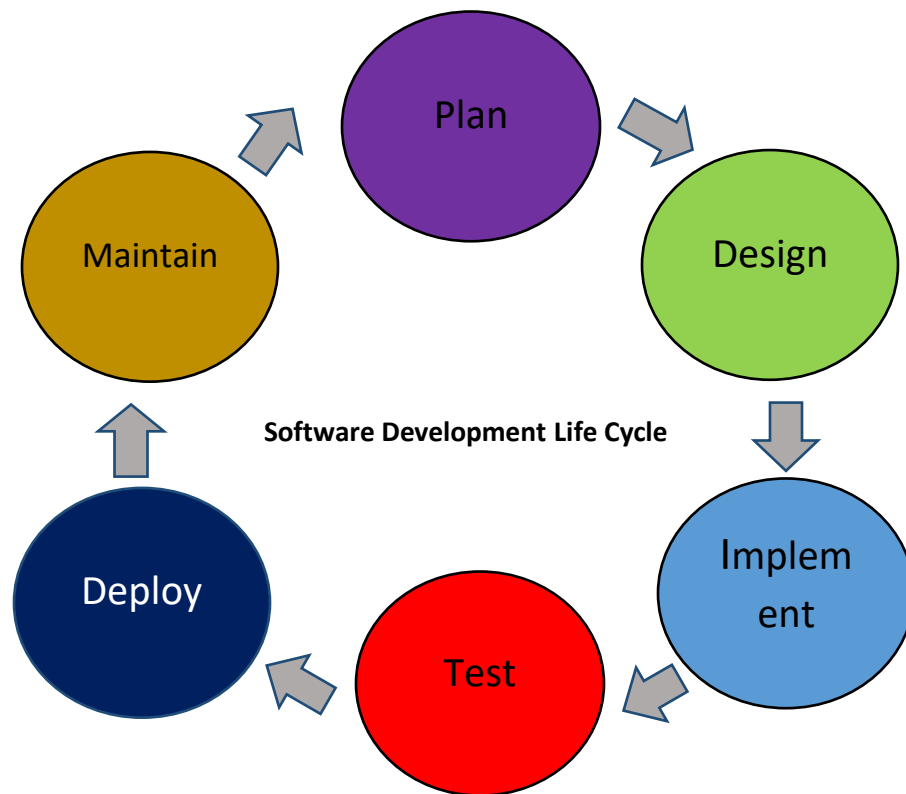 Plan
Design
Implem
ent
Test
Deploy
Maintain
Software Development Life Cycle